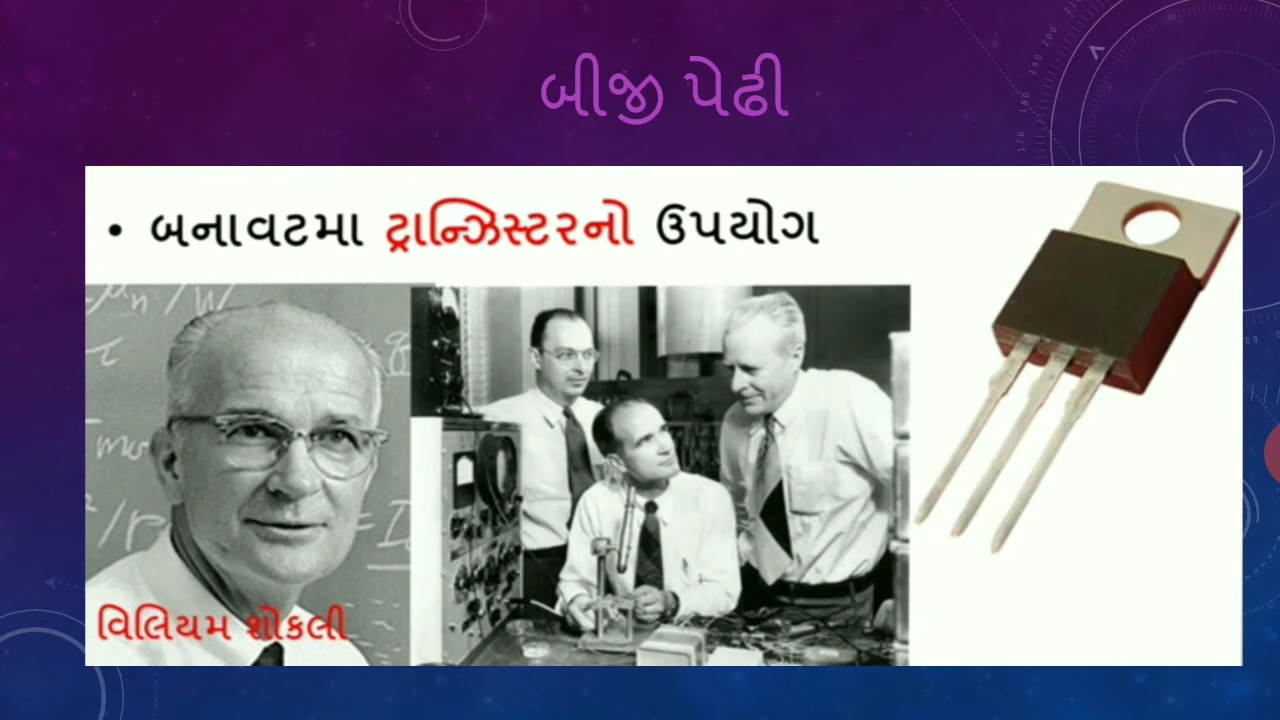 બીજી પેઢી
• બનાવટમા ટ્રાન્ઝિસ્ટરનો ઉપયોગ
વિલિયમ શોકલી